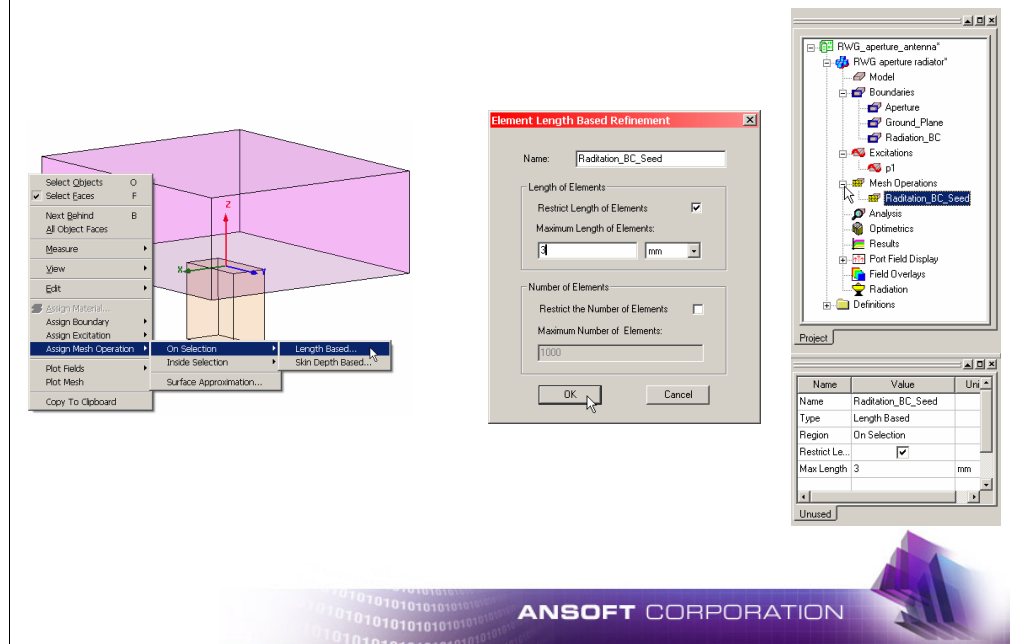 Z
X
Y
Select Objects O
Select Faces F
Next Behind B
All Object Faces
Measure
View
Edit
Assign Material...
Assign Boundary
Assign Excitation
Assign Mesh Operation
Plot Fields
Plot Mesh
Copy To Clipboard
On Selection
Inside Selection
Surface Approximation...
Length Based...
Skin Depth Based...
Element Length Based Refinement
Name: Raditation_BC_Seed
Length of Elements
Restrict Length of Elements
Maximum Length of Elements:
3 mm
Number of Elements
Restrict the Number of Elements
Maximum Number of Elements:
1000
OK Cancel
RWG_aperture_antenna*
RWG aperture radiator*
Model
Boundaries
Aperture
Ground_Plane
Radiation_BC
Excitations
p1
Mesh Operations
Raditation_BC_Seed
Analysis
Optimetrics
Results
Port Field Display
Field Overlays
Radiation
Definitions
Project
Name Value Uni
Name Raditation_BC_Seed
Type Length Based
Region On Selection
Restrict Le...
Max Length 3 mm
Unused
ANSOFT CORPORATION